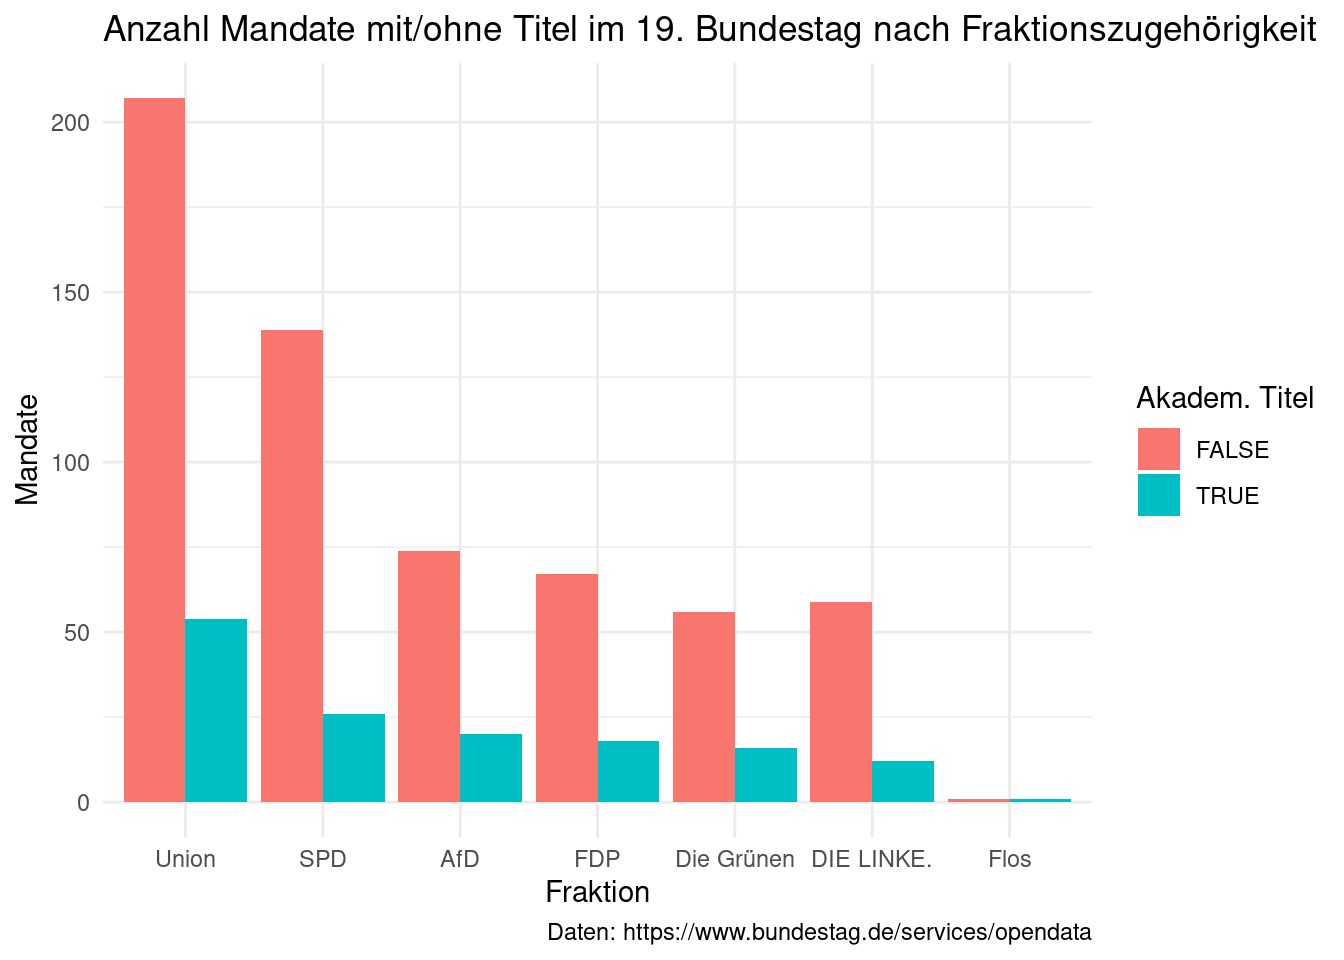 Anzahl Mandate mit/ohne Titel im 19. Bundestag nach Fraktionszugehörigkeit
Mandate
200
150
100
50
0
Union SPD AfD FDP Die Grünen DIE LINKE. Flos
Fraktion
Akadem. Titel
FALSE
TRUE
Daten: https://www.bundestag.de/services/opendata